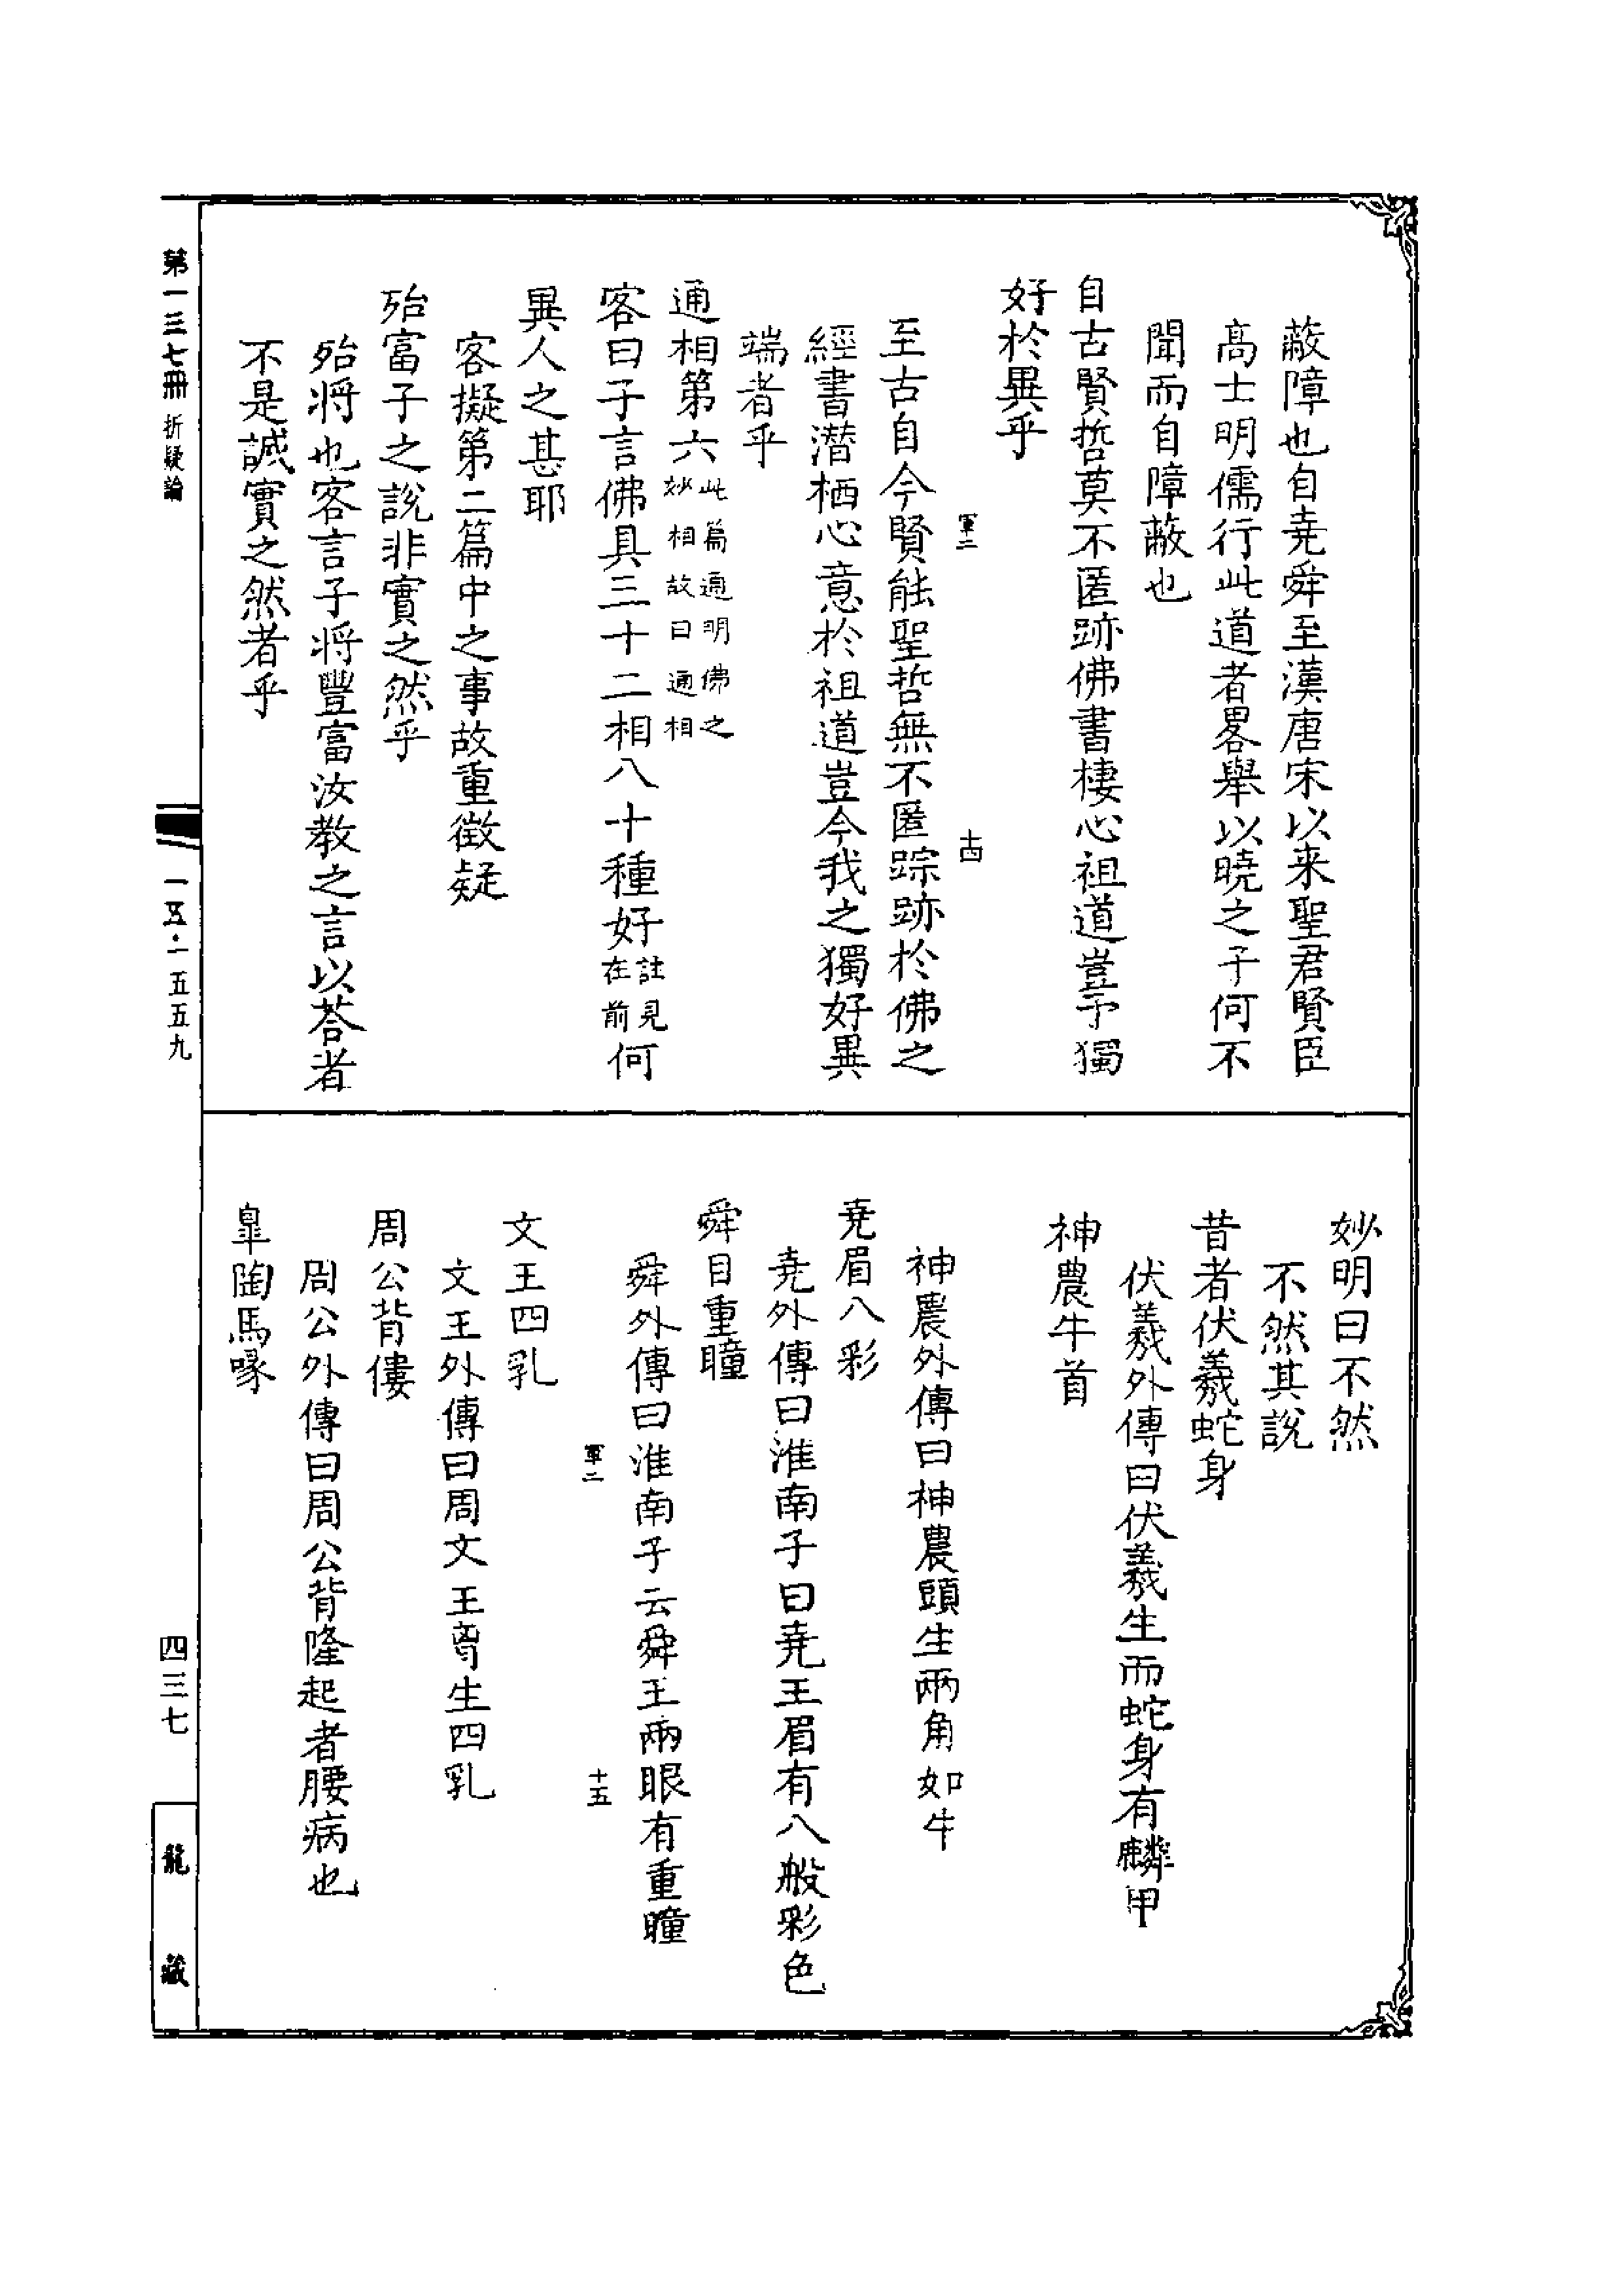 蔽障也自堯舜至漢唐宋以来聖君賢臣
髙士明儒行此道者畧舉以曉之子何不
聞而自障蔽也
自古賢哲莫不匿跡佛書棲心祖道豈予獨
好於異乎
至古自今賢能聖哲無不匿踪跡於佛之
經書潛栖心意於祖道豈今我之獨好異
端者乎
通相第六此篇通明佛之妙相故曰通相
客曰子言佛具三十二相八十種好註見在前何
異人之甚耶
客擬第二篇中之事故重徵疑
殆富子之說非實之然乎
殆將也客言子將豐富汝教之言以荅者
不是誠實之然者乎
軍二
十四
妙明曰不然
不然其說
昔者伏羲蛇身
伏羲外傳曰伏羲生而蛇身有麟甲
神農牛首
神農外傳曰神農頭生兩角如牛
堯眉八彩
堯外傳曰淮南子曰堯王眉有八般彩色
舜目重瞳
舜外傳曰淮南子云舜王兩眼有重瞳
文王四乳
文王外傳曰周文王胷生四乳
周公背僂
周公外傳曰周公背隆起者腰病也
皐陶馬喙
軍二
十五
第一三七冊 折疑論
一五·一五五九
四三七
龍藏